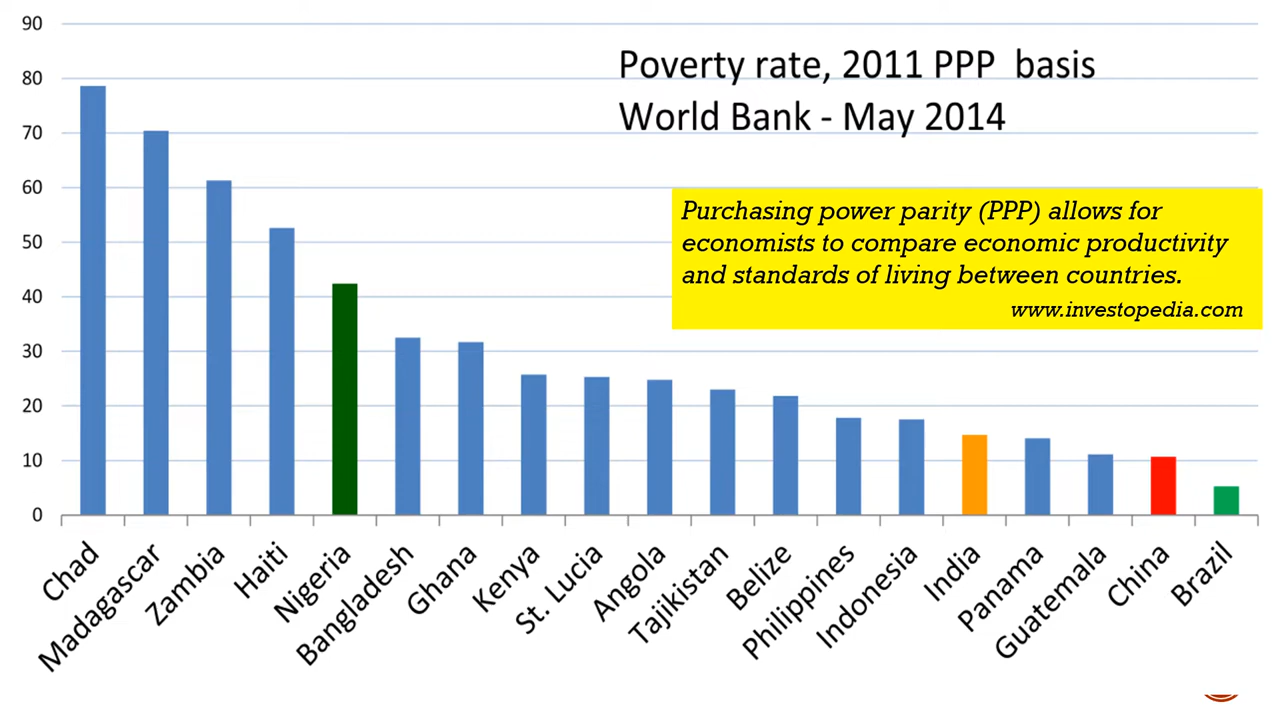 90
80
70
60
50
40
30
20
10
0
Poverty rate, 2011 PPP  basis
World Bank - May 2014
Purchasing power parity (PPP) allows for
economists to compare economic productivity
and standards of living between countries.
www.investopedia.com
Chad
Madagascar
Zambia
Haiti
Nigeria
Bangladesh
Ghana
Kenya
St. Lucia
Angola
Tajikistan
Belize
Philippines
Indonesia
India
Panama
Guatemala
China
Brazil